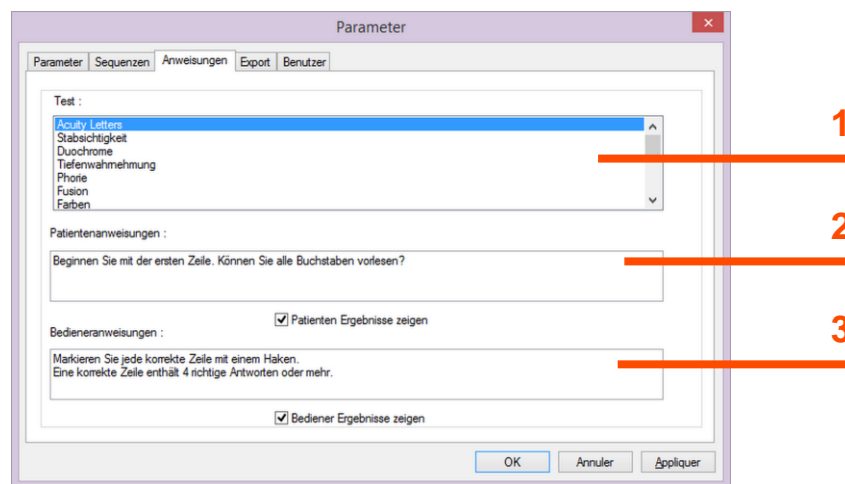 Parameter
Parameter Sequenzen Anweisungen Export Benutzer
Test :
Acuity Letters
Stabsichtigkeit
Duochrome
Tiefenwahrnehmung
Phorie
Fusion
Farben
Patientenanweisungen :
Beginnen Sie mit der ersten Zeile. Können Sie alle Buchstaben vorlesen?
Patienten Ergebnisse zeigen
Bedieneranweisungen :
Markieren Sie jede korrekte Zeile mit einem Haken.
Eine korrekte Zeile enthält 4 richtige Antworten oder mehr.
Bediener Ergebnisse zeigen
OK Annuler Appliquer
1
2
3